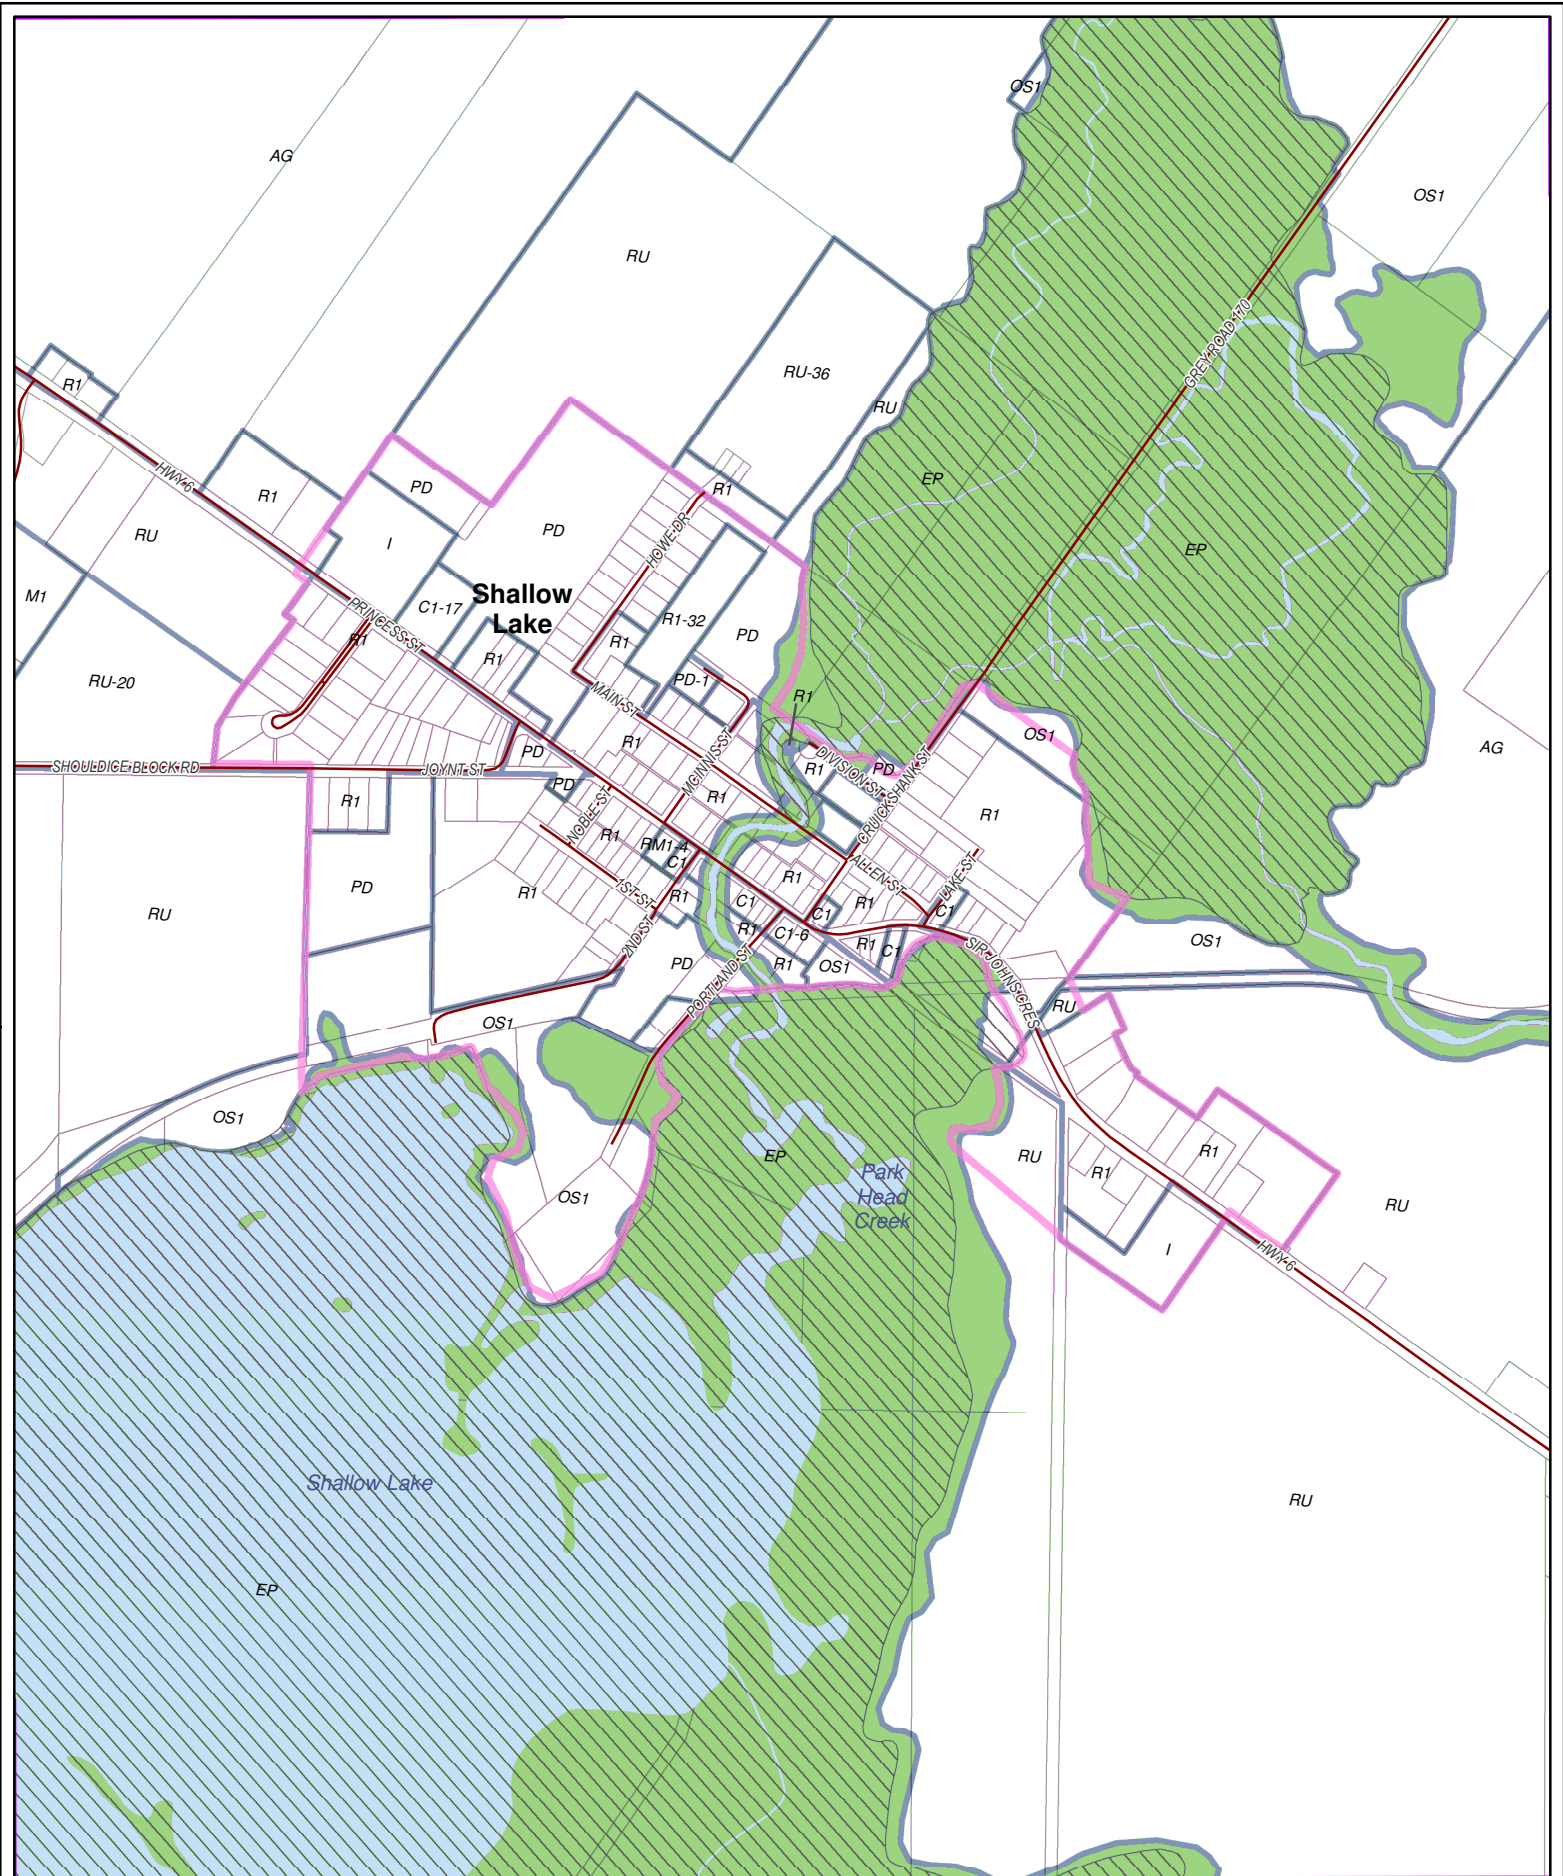 OS1
AG
OS1
RU
GREY ROAD 170
RU-36
R1
RU
HWY 6
R1
PD
R1
EP
RU
I
PD
HOWE DR
EP
M1
Shallow
Lake
C1-17
PRINCESS ST
R1
R1-32
PD
R1
R1
RU-20
PD-1
MAIN ST
R1
OS1
AG
R1
PD
MCINNIS ST
DIVISION ST
R1
PD
SHOULDICE BLOCK RD
JOYNT ST
PD
R1
R1
CRUICKSHANK ST
R1
NOBLE ST
R1
RM1-4
C1
ALLEN ST
LAKE ST
R1
PD
R1
1ST ST
R1
C1
C1
R1
C1
RU
R1
C1-6
R1
C1
2ND ST
OS1
SIR JOHNS CRES
PD
R1
OS1
PORTLAND ST
RU
OS1
OS1
EP
RU
R1
R1
Park
Head
Creek
OS1
RU
I
HWY 6
Shallow Lake
RU
EP